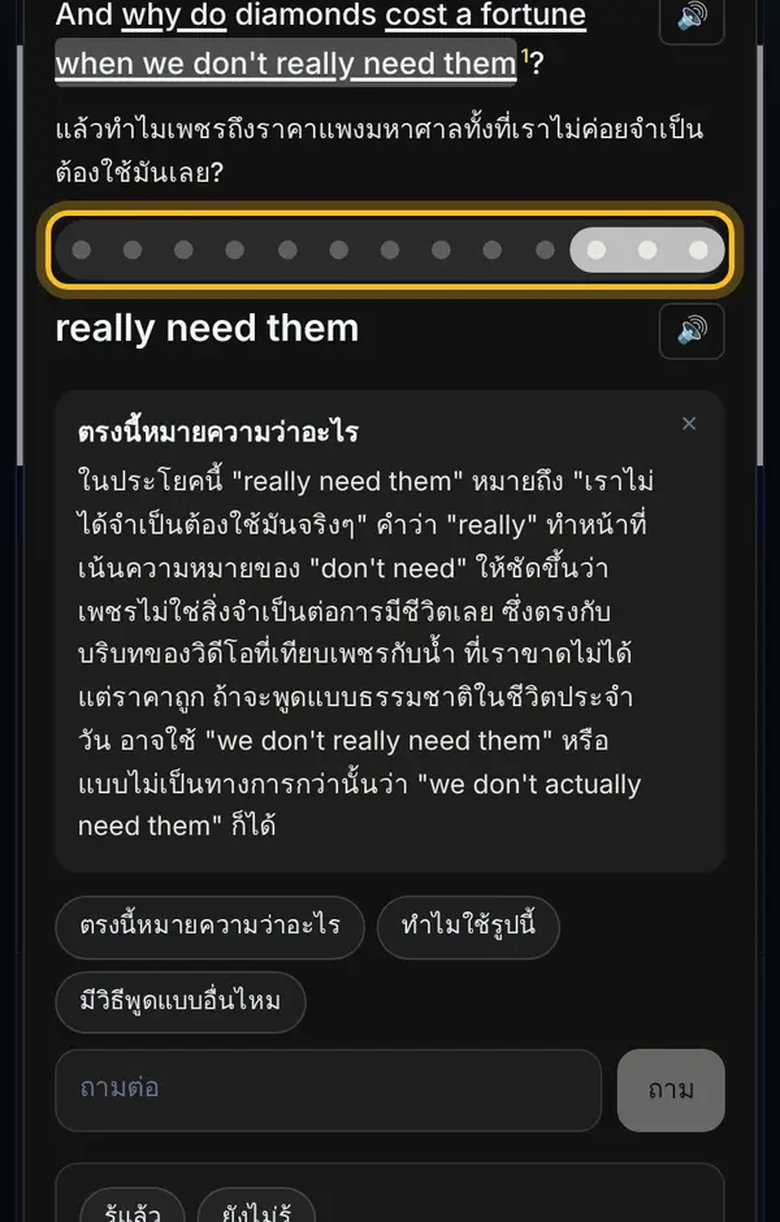 And why do diamonds cost a fortune
when we don't really need them¹?
แล้วทำไมเพชรถึงราคาแพงมหาศาลทั้งที่เราไม่ค่อยจำเป็น
ต้องใช้มันเลย?
really need them
ตรงนี้หมายความว่าอะไร
ในประโยคนี้ "really need them" หมายถึง "เราไม่
ได้จำเป็นต้องใช้มันจริงๆ" คำว่า "really" ทำหน้าที่
เน้นความหมายของ "don't need" ให้ชัดขึ้นว่า
เพชรไม่ใช่สิ่งจำเป็นต่อการมีชีวิตเลย ซึ่งตรงกับ
บริบทของวิดีโอที่เทียบเพชรกับน้ำ ที่เราขาดไม่ได้
แต่ราคาถูก ถ้าจะพูดแบบธรรมชาติในชีวิตประจำ
วัน อาจใช้ "we don't really need them" หรือ
แบบไม่เป็นทางการกว่านั้นว่า "we don't actually
need them" ก็ได้
ตรงนี้หมายความว่าอะไร
ทำไมใช้รูปนี้
มีวิธีพูดแบบอื่นไหม
ถามต่อ
ถาม
รู้แล้ว
ยังไม่รู้